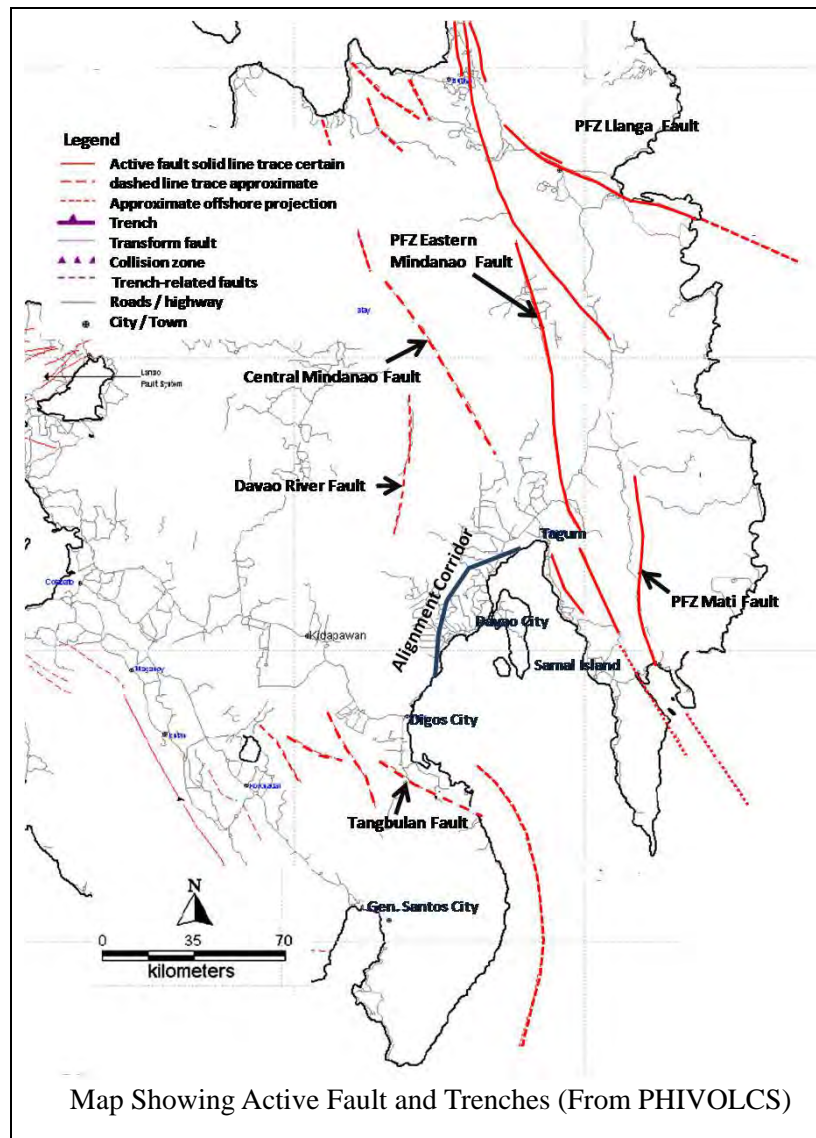 PFZ Llanga Fault
Legend
Active fault solid line trace certain
dashed line trace approximate
Approximate offshore projection
Trench
Transform fault
Collision zone
Trench-related faults
Roads / highway
City / Town
PFZ Eastern
Mindanao Fault
Lanao
Fault System
Central Mindanao Fault
Davao River Fault
Tagum
Alignment Corridor
PFZ Mati Fault
Davao City
Kidapawan
Samal Island
Digos City
Tangbulan Fault
N
Gen. Santos City
0 35 70
kilometers
Map Showing Active Fault and Trenches (From PHIVOLCS)